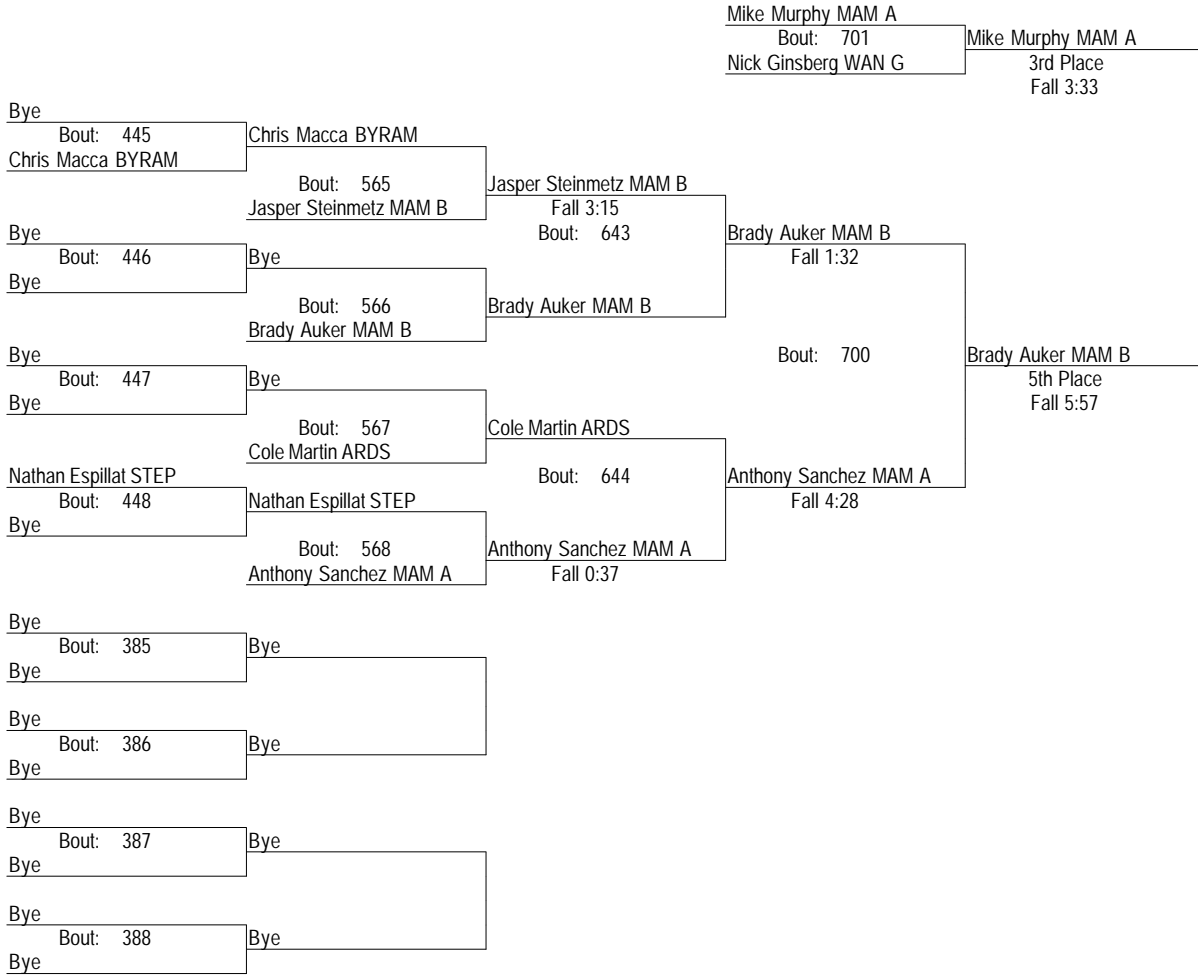 Mike Murphy MAM A
Bout: 701
Mike Murphy MAM A
Nick Ginsberg WAN G
3rd Place
Fall 3:33
Bye
Bout: 445
Chris Macca BYRAM
Chris Macca BYRAM
Bout: 565
Jasper Steinmetz MAM B
Jasper Steinmetz MAM B
Fall 3:15
Bye
Bout: 643
Brady Auker MAM B
Bout: 446
Bye
Fall 1:32
Bye
Bout: 566
Brady Auker MAM B
Brady Auker MAM B
Bye
Bout: 700
Brady Auker MAM B
Bout: 447
Bye
5th Place
Bye
Fall 5:57
Bout: 567
Cole Martin ARDS
Cole Martin ARDS
Nathan Espillat STEP
Bout: 644
Anthony Sanchez MAM A
Bout: 448
Nathan Espillat STEP
Fall 4:28
Bye
Bout: 568
Anthony Sanchez MAM A
Anthony Sanchez MAM A
Fall 0:37
Bye
Bout: 385
Bye
Bye
Bye
Bout: 386
Bye
Bye
Bye
Bout: 387
Bye
Bye
Bye
Bout: 388
Bye
Bye